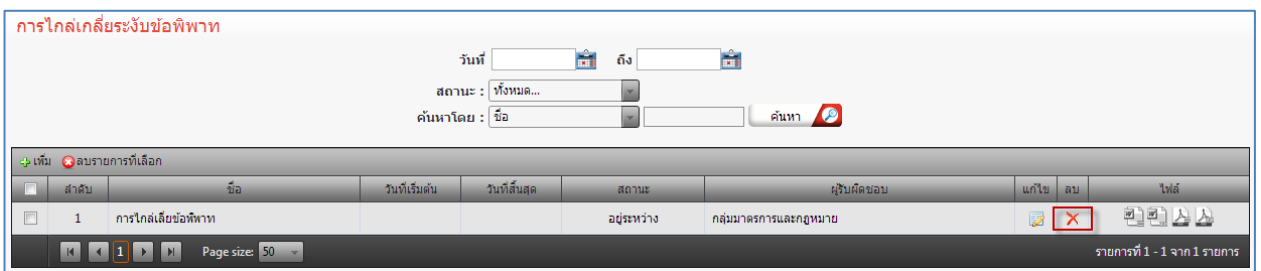 การไกล่เกลี่ยระงับข้อพิพาท
วันที่ ถึง
สถานะ : ทั้งหมด...
ค้นหาโดย : ชื่อ ค้นหา
เพิ่ม ลบรายการที่เลือก
ลำดับ ชื่อ วันที่เริ่มต้น วันที่สิ้นสุด สถานะ ผู้รับผิดชอบ แก้ไข ลบ ไฟล์
1 การไกล่เลี่ยข้อพิพาท อยู่ระหว่าง กลุ่มมาตรการและกฎหมาย
1 Page size: 50 รายการที่ 1 - 1 จาก 1 รายการ